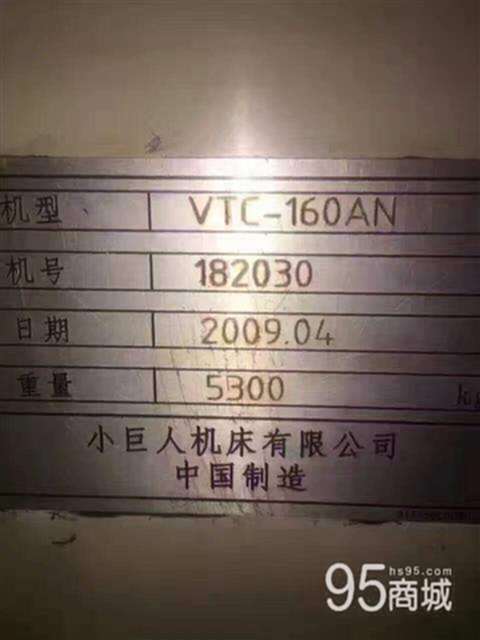 机型 VTC-160AN
机号 182030
日期 2009.04
重量 5300 kg
小巨人机床有限公司
中国制造
95商城
hs95.com